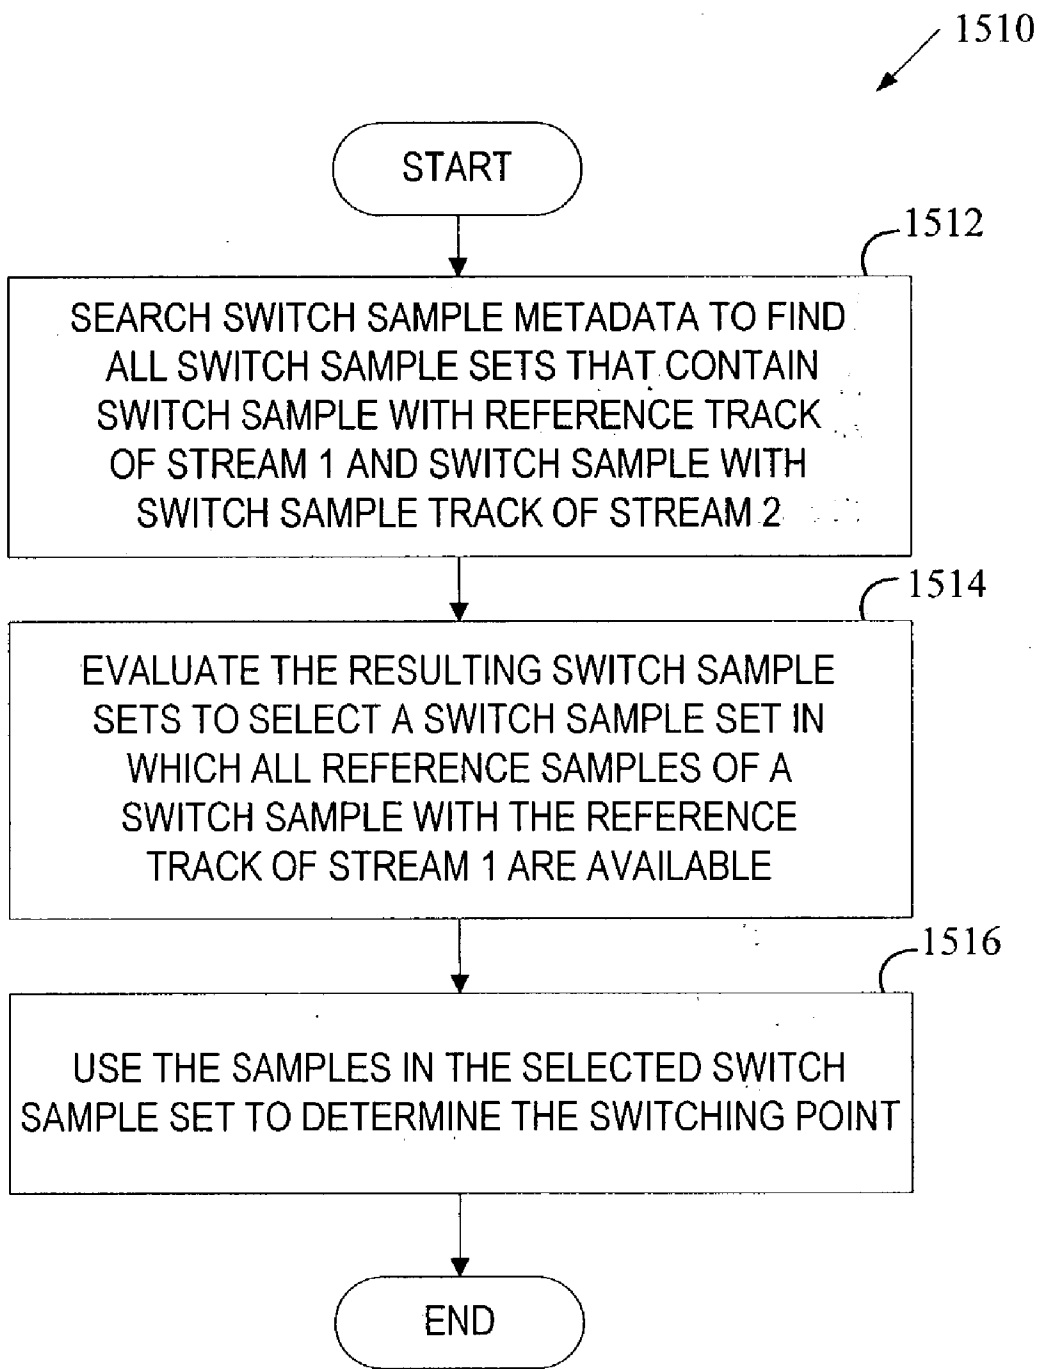 1510
START
1512
SEARCH SWITCH SAMPLE METADATA TO FIND
ALL SWITCH SAMPLE SETS THAT CONTAIN
SWITCH SAMPLE WITH REFERENCE TRACK
OF STREAM 1 AND SWITCH SAMPLE WITH
SWITCH SAMPLE TRACK OF STREAM 2
1514
EVALUATE THE RESULTING SWITCH SAMPLE
SETS TO SELECT A SWITCH SAMPLE SET IN
WHICH ALL REFERENCE SAMPLES OF A
SWITCH SAMPLE WITH THE REFERENCE
TRACK OF STREAM 1 ARE AVAILABLE
1516
USE THE SAMPLES IN THE SELECTED SWITCH
SAMPLE SET TO DETERMINE THE SWITCHING POINT
END